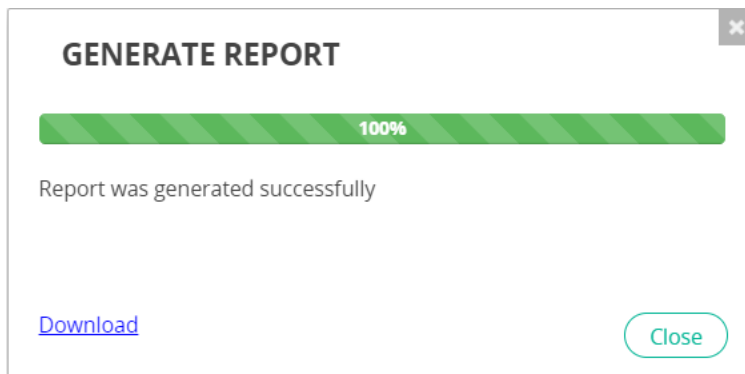 GENERATE REPORT
100%
Report was generated successfully
Download
Close